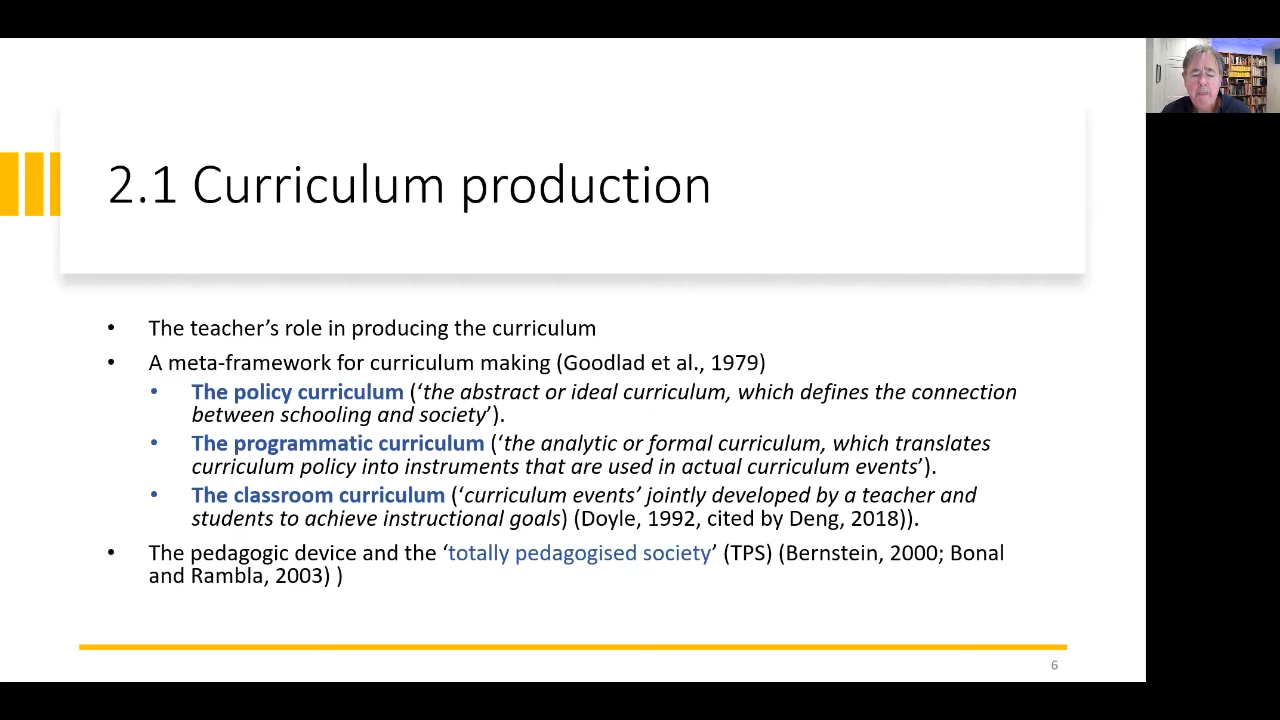 2.1 Curriculum production
• The teacher’s role in producing the curriculum
• A meta-framework for curriculum making (Goodlad et al., 1979)
• The policy curriculum (‘the abstract or ideal curriculum, which defines the connection
between schooling and society’).
• The programmatic curriculum (‘the analytic or formal curriculum, which translates
curriculum policy into instruments that are used in actual curriculum events’).
• The classroom curriculum (‘curriculum events’ jointly developed by a teacher and
students to achieve instructional goals) (Doyle, 1992, cited by Deng, 2018)).
• The pedagogic device and the ‘totally pedagogised society’ (TPS) (Bernstein, 2000; Bonal
and Rambla, 2003) )
6